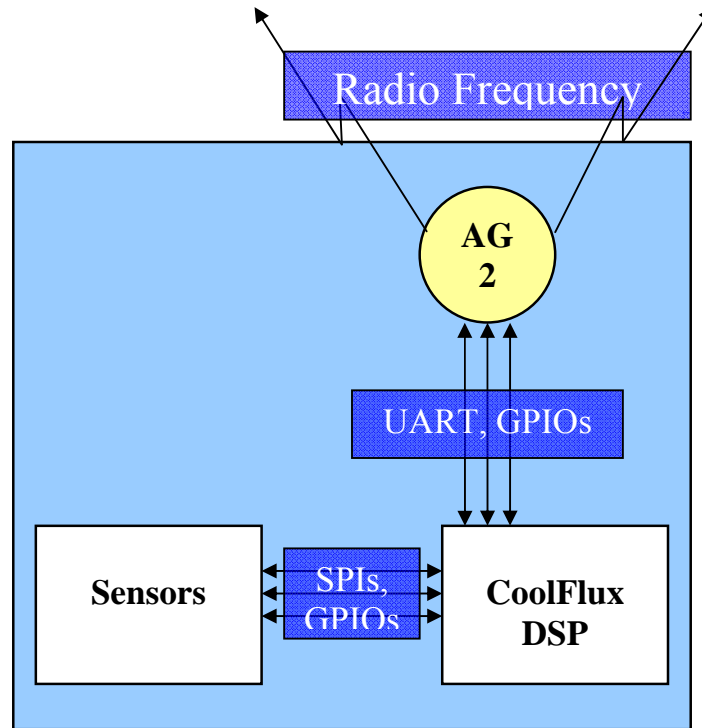 Radio Frequency
AG
2
UART, GPIOs
Sensors
SPIs,
GPIOs
CoolFlux
DSP